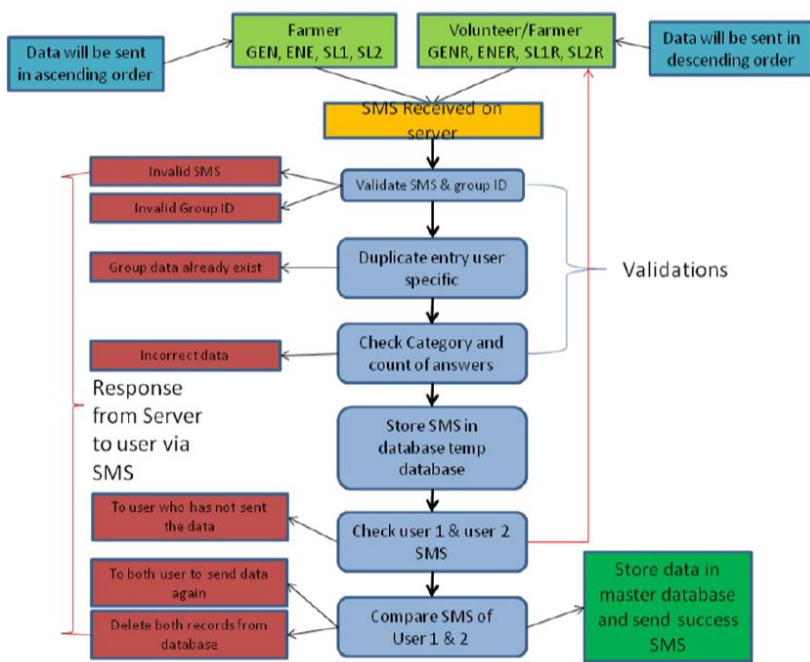 Data will be sent
in ascending order
Farmer
GEN, ENE, SL1, SL2
Volunteer/Farmer
GENR, ENER, SL1R, SL2R
Data will be sent in
descending order
SMS Received on
server
Invalid SMS
Invalid Group ID
Validate SMS & group ID
Group data already exist
Duplicate entry user
specific
Validations
Incorrect data
Check Category and
count of answers
Response
from Server
to user via
SMS
Store SMS in
database temp
database
To user who has not sent
the data
Check user 1 & user 2
SMS
To both user to send data
again
Delete both records from
database
Compare SMS of
User 1 & 2
Store data in
master database
and send success
SMS